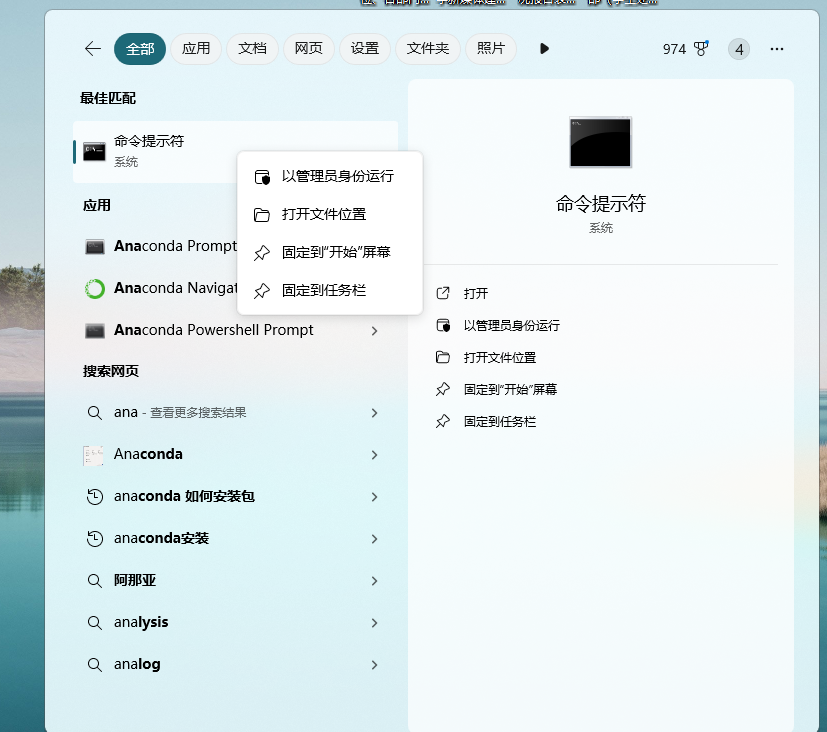 全部 应用 文档 网页 设置 文件夹 照片 974 4
最佳匹配
命令提示符
系统
应用
Anaconda Prompt
Anaconda Navigat
Anaconda Powershell Prompt
搜索网页
ana - 查看更多搜索结果
Anaconda
anaconda 如何安装包
anaconda安装
阿那亚
analysis
analog
以管理员身份运行
打开文件位置
固定到“开始”屏幕
固定到任务栏
命令提示符
系统
打开
以管理员身份运行
打开文件位置
固定到“开始”屏幕
固定到任务栏